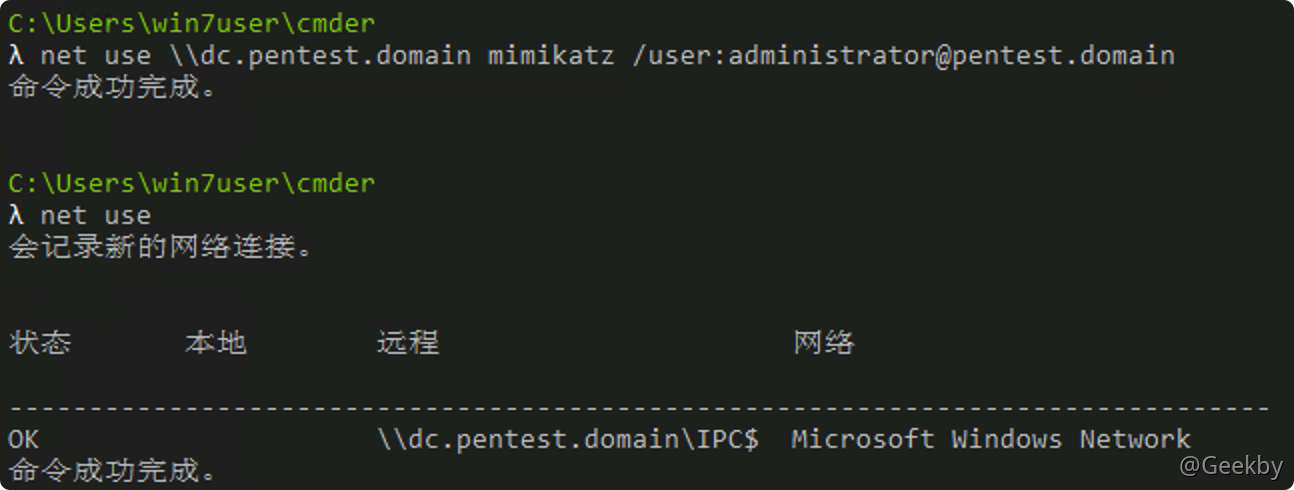 C:\Users\win7user\cmder
λ net use \\dc.pentest.domain mimikatz /user:administrator@pentest.domain
命令成功完成。
C:\Users\win7user\cmder
λ net use
会记录新的网络连接。
状态 本地 远程 网络
-------------------------------------------------------------------------------
OK \\dc.pentest.domain\IPC$ Microsoft Windows Network
命令成功完成。
@Geekby